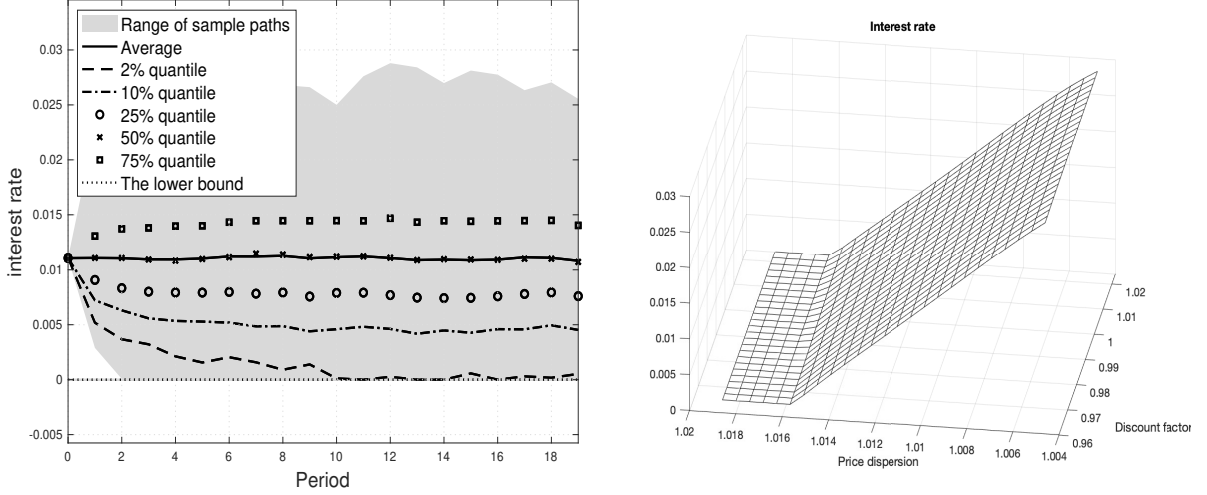 Range of sample paths
Average
2% quantile
10% quantile
25% quantile
50% quantile
75% quantile
The lower bound
0.03
0.025
0.02
0.015
0.01
0.005
0
-0.005
interest rate
0 2 4 6 8 10 12 14 16 18
Period
Interest rate
0.03
0.025
0.02
0.015
0.01
0.005
0
1.02 1.018 1.016 1.014 1.012 1.01 1.008 1.006 1.004
Price dispersion
1.02
1.01
1
0.99
0.98
0.97
0.96
Discount factor